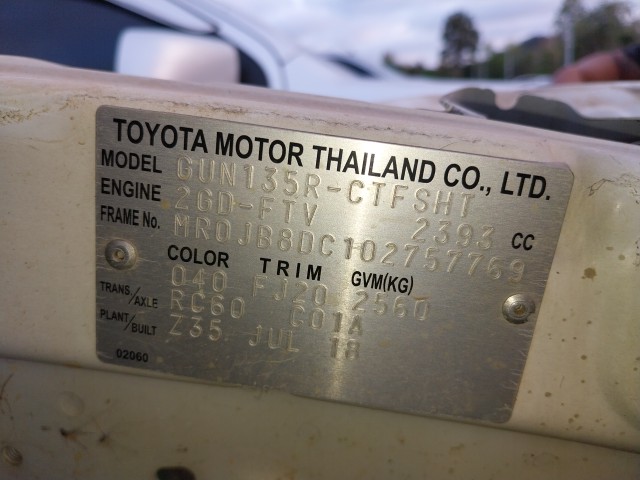 TOYOTA MOTOR THAILAND CO., LTD.
MODEL GUN135R-CTFSHT
ENGINE 2GD-FTV 2393 CC
FRAME No. MR0JB8DC102757769
COLOR TRIM GVM(KG)
040 FJ20 2560
TRANS./AXLE RC60 C01A
PLANT/BUILT Z35. JUL 18
02060